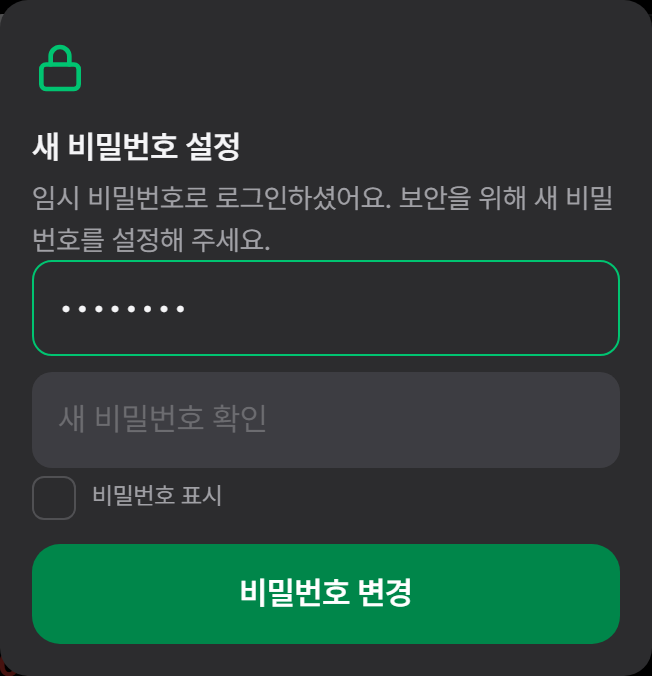 새 비밀번호 설정
임시 비밀번호로 로그인하셨어요. 보안을 위해 새 비밀
번호를 설정해 주세요.
••••••••
새 비밀번호 확인
비밀번호 표시
비밀번호 변경